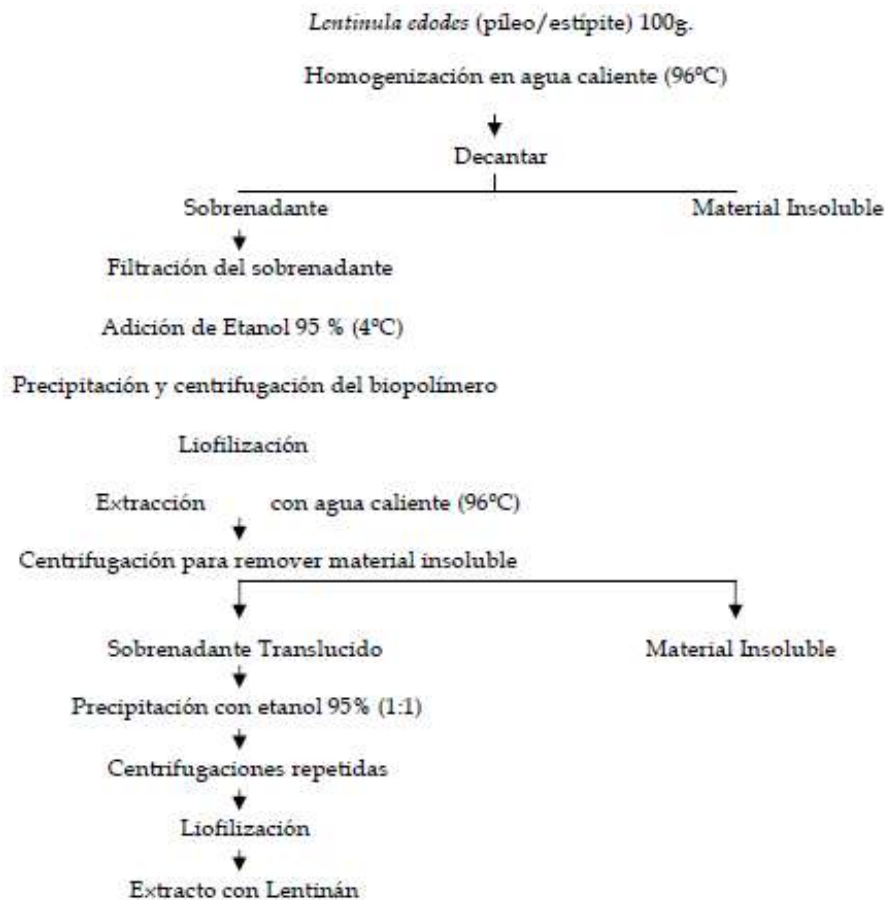 Lentinula edodes (píleo/estípite) 100g.
Homogenización en agua caliente (96ºC)
Decantar
Sobrenadante
Material Insoluble
Filtración del sobrenadante
Adición de Etanol 95 % (4ºC)
Precipitación y centrifugación del biopolímero
Liofilización
Extracción con agua caliente (96ºC)
Centrifugación para remover material insoluble
Sobrenadante Translucido
Material Insoluble
Precipitación con etanol 95% (1:1)
Centrifugaciones repetidas
Liofilización
Extracto con Lentinán